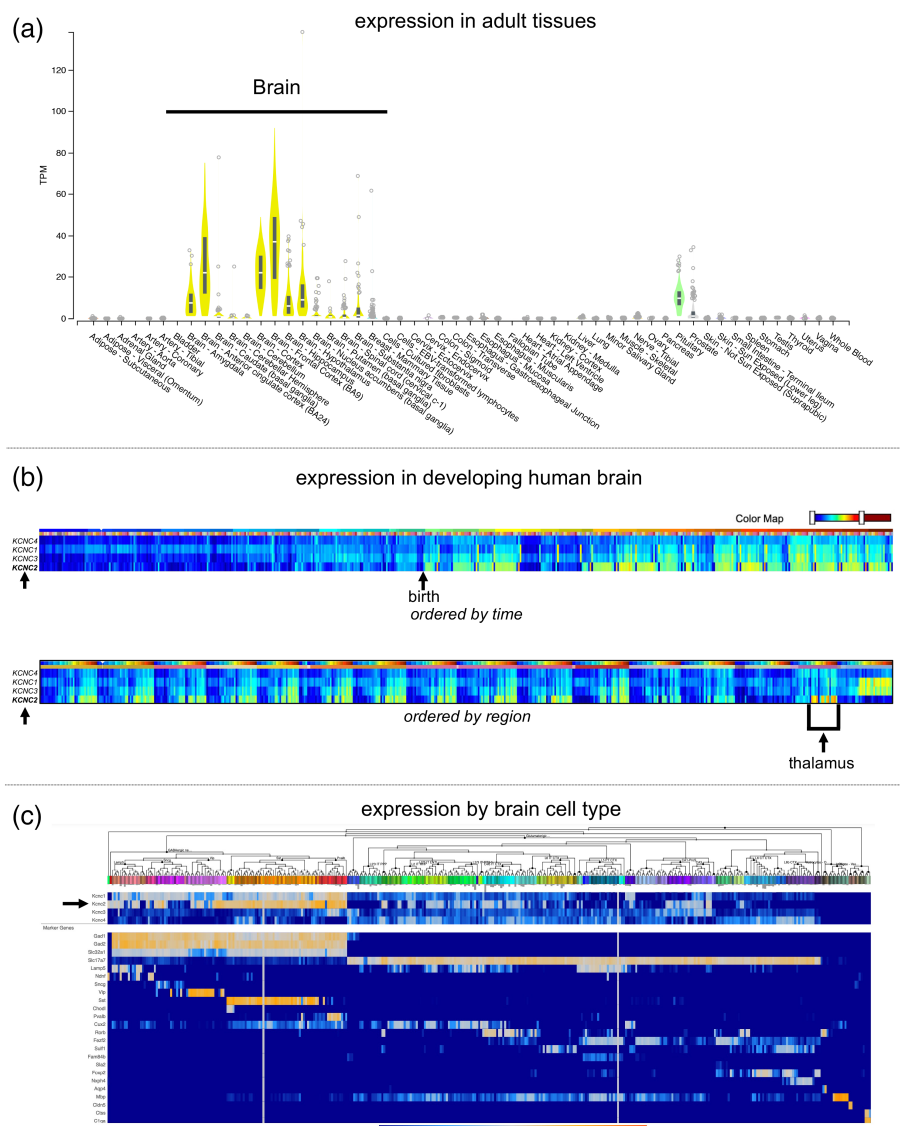 (a)
expression in adult tissues
Brain
TPM
120
100
80
60
40
20
0
Adipose - Subcutaneous
Adipose - Visceral (Omentum)
Adrenal Gland
Artery - Aorta
Artery - Coronary
Artery - Tibial
Bladder
Brain - Amygdala
Brain - Anterior cingulate cortex (BA24)
Brain - Caudate (basal ganglia)
Brain - Cerebellar Hemisphere
Brain - Cerebellum
Brain - Cortex
Brain - Frontal Cortex (BA9)
Brain - Hippocampus
Brain - Hypothalamus
Brain - Nucleus accumbens (basal ganglia)
Brain - Putamen (basal ganglia)
Brain - Spinal cord (cervical c-1)
Brain - Substantia nigra
Breast - Mammary Tissue
Cells - Cultured fibroblasts
Cells - EBV-transformed lymphocytes
Cervix - Ectocervix
Cervix - Endocervix
Colon - Sigmoid
Colon - Transverse
Esophagus - Gastroesophageal Junction
Esophagus - Mucosa
Esophagus - Muscularis
Fallopian Tube
Heart - Atrial Appendage
Heart - Left Ventricle
Kidney - Cortex
Kidney - Medulla
Liver
Lung
Minor Salivary Gland
Muscle - Skeletal
Nerve - Tibial
Ovary
Pancreas
Pituitary
Prostate
Skin - Not Sun Exposed (Suprapubic)
Skin - Sun Exposed (Lower leg)
Small Intestine - Terminal Ileum
Spleen
Stomach
Testis
Thyroid
Uterus
Vagina
Whole Blood
(b)
expression in developing human brain
Color Map
KCNC4
KCNC1
KCNC3
KCNC2
birth
ordered by time
KCNC4
KCNC1
KCNC3
KCNC2
ordered by region
thalamus
(c)
expression by brain cell type
Kcnc1
Kcnc2
Kcnc3
Kcnc4
Marker Genes
Gad1
Gad2
Slc32a1
Slc17a7
Lamp5
Ndnf
Sncg
Vip
Sst
Chodl
Pvalb
Cux2
Rorb
Fezf2
Sulf1
Fam84b
Sla2
Foxp2
Nxph4
Aqp4
Mbp
Cldn5
Ctss
C1qa